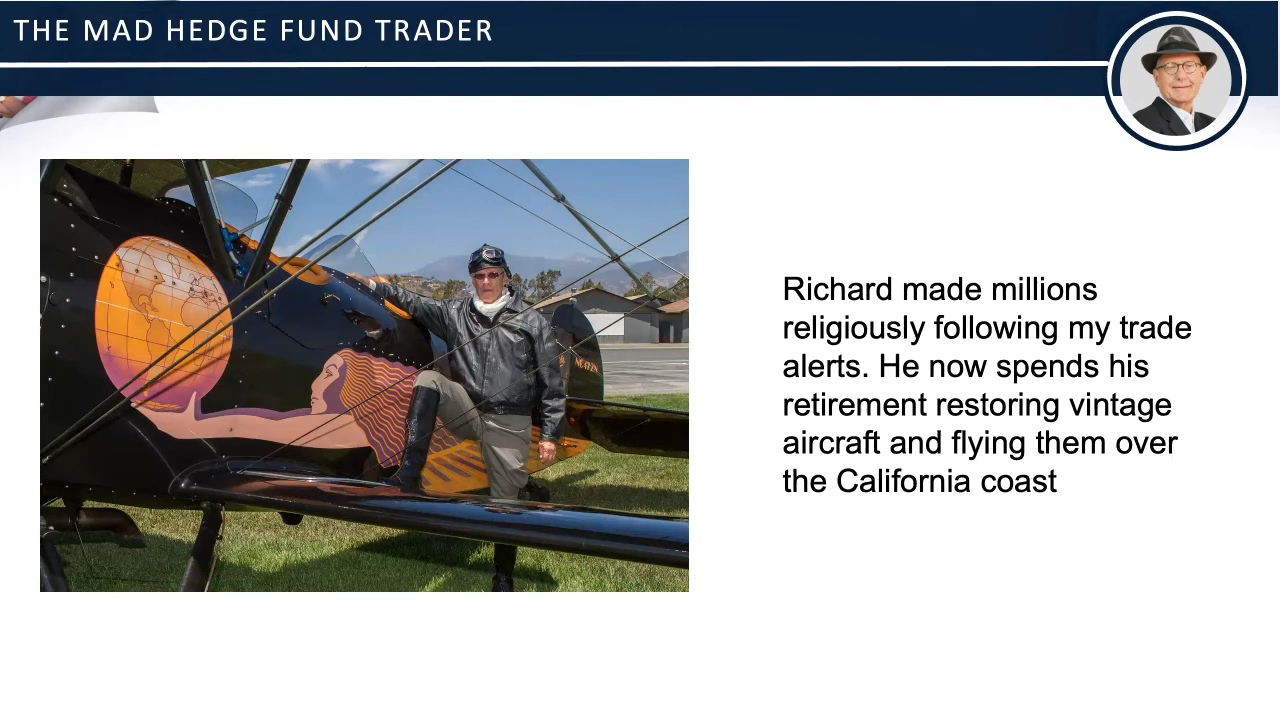 THE MAD HEDGE FUND TRADER
Richard made millions
religiously following my trade
alerts. He now spends his
retirement restoring vintage
aircraft and flying them over
the California coast